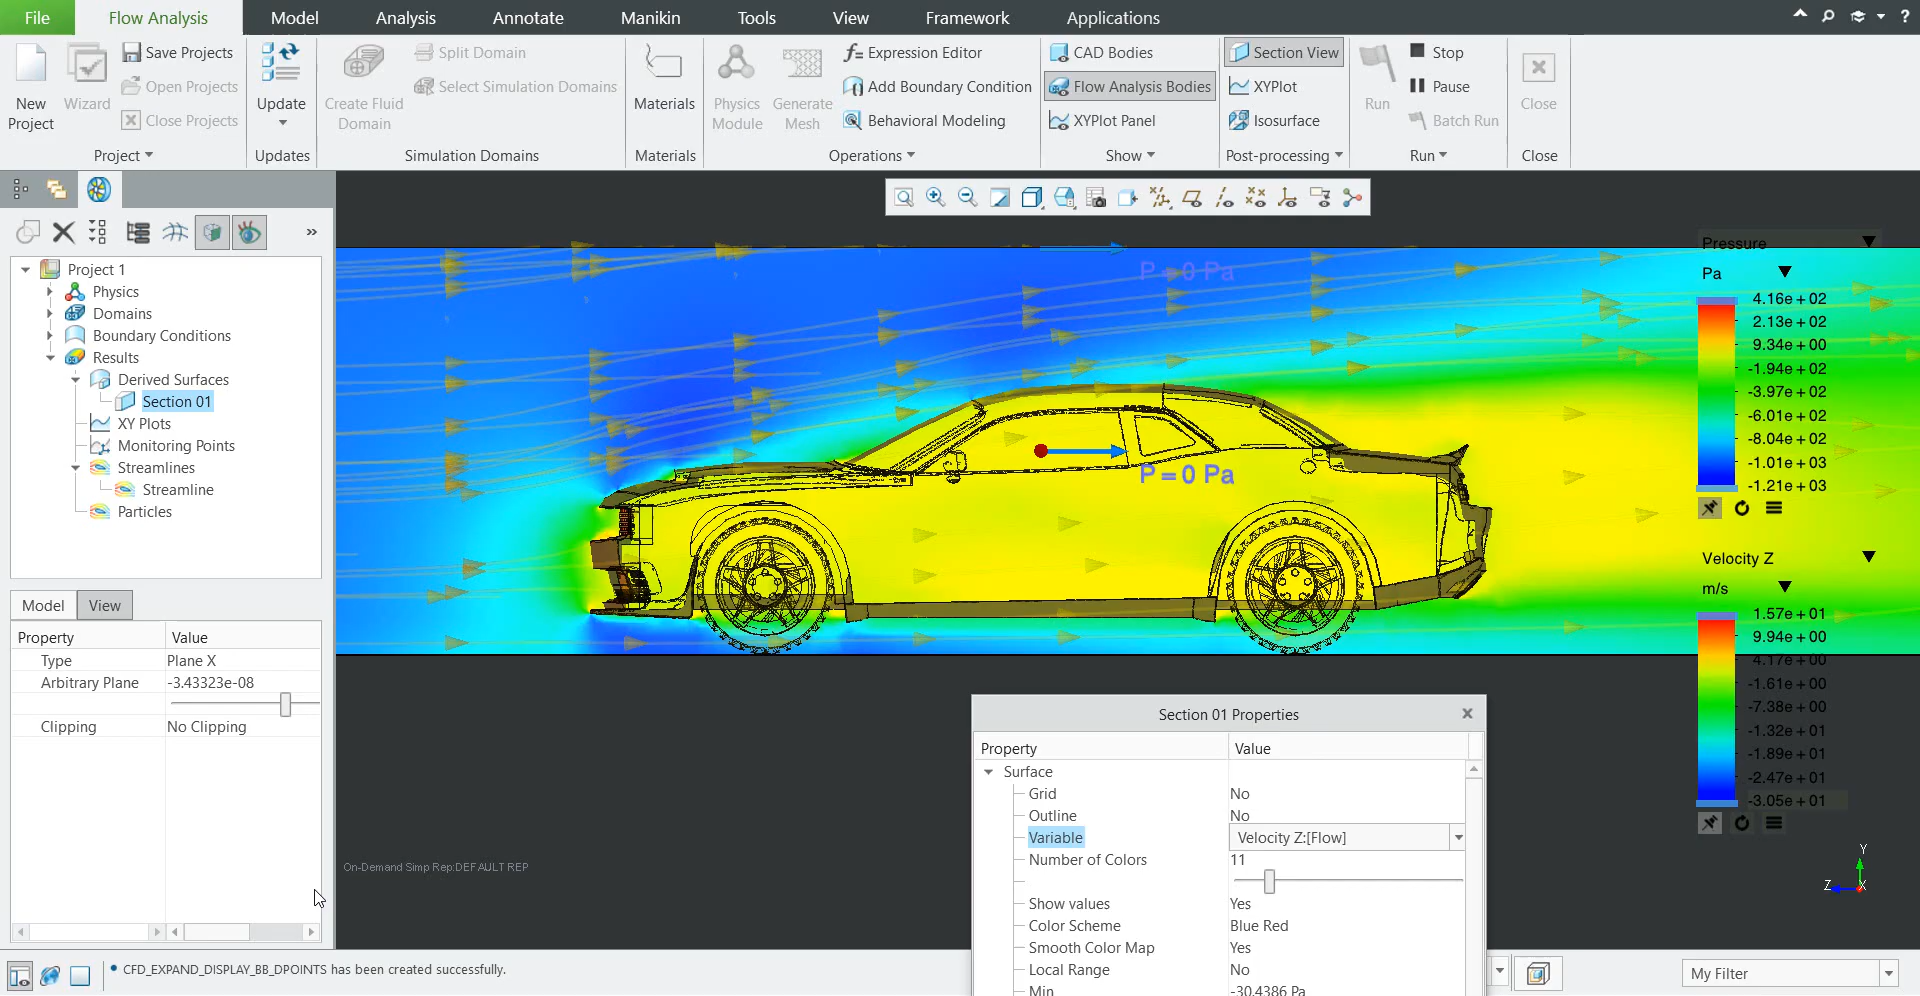 File Flow Analysis Model Analysis Annotate Manikin Tools View Framework Applications
New Project
Wizard
Save Projects
Open Projects
Close Projects
Project
Update
Updates
Create Fluid Domain
Split Domain
Select Simulation Domains
Simulation Domains
Materials
Materials
Physics Module
Generate Mesh
Expression Editor
Add Boundary Condition
Behavioral Modeling
Operations
CAD Bodies
Flow Analysis Bodies
XYPlot Panel
Show
Section View
XYPlot
Isosurface
Post-processing
Run
Stop
Pause
Batch Run
Run
Close
Close
Project 1
Physics
Domains
Boundary Conditions
Results
Derived Surfaces
Section 01
XY Plots
Monitoring Points
Streamlines
Streamline
Particles
Model View
Property Value
Type Plane X
Arbitrary Plane -3.43323e-08
Clipping No Clipping
P = 0 Pa
P = 0 Pa
Pressure
Pa
4.16e+02
2.13e+02
9.34e+00
-1.94e+02
-3.97e+02
-6.01e+02
-8.04e+02
-1.01e+03
-1.21e+03
Velocity Z
m/s
1.57e+01
9.94e+00
4.17e+00
-1.61e+00
-7.38e+00
-1.32e+01
-1.89e+01
-2.47e+01
-3.05e+01
Y
Z X
On-Demand Simp Rep:DEFAULT REP
Section 01 Properties
Property Value
Surface
Grid No
Outline No
Variable Velocity Z:[Flow]
Number of Colors 11
Show values Yes
Color Scheme Blue Red
Smooth Color Map Yes
Local Range No
Min -30.4386 Pa
• CFD_EXPAND_DISPLAY_BB_DPOINTS has been created successfully.
My Filter